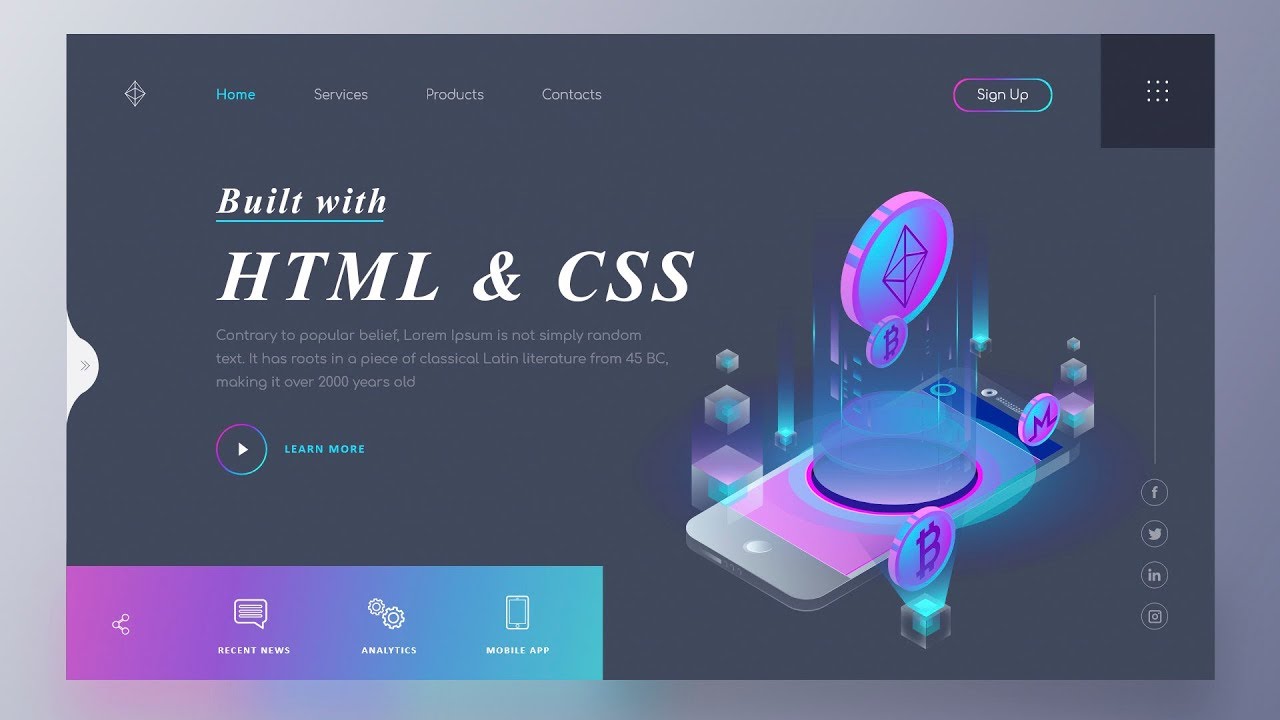 Home
Services
Products
Contacts
Sign Up
Built with
HTML & CSS
Contrary to popular belief, Lorem Ipsum is not simply random
text. It has roots in a piece of classical Latin literature from 45 BC,
making it over 2000 years old
LEARN MORE
RECENT NEWS
ANALYTICS
MOBILE APP